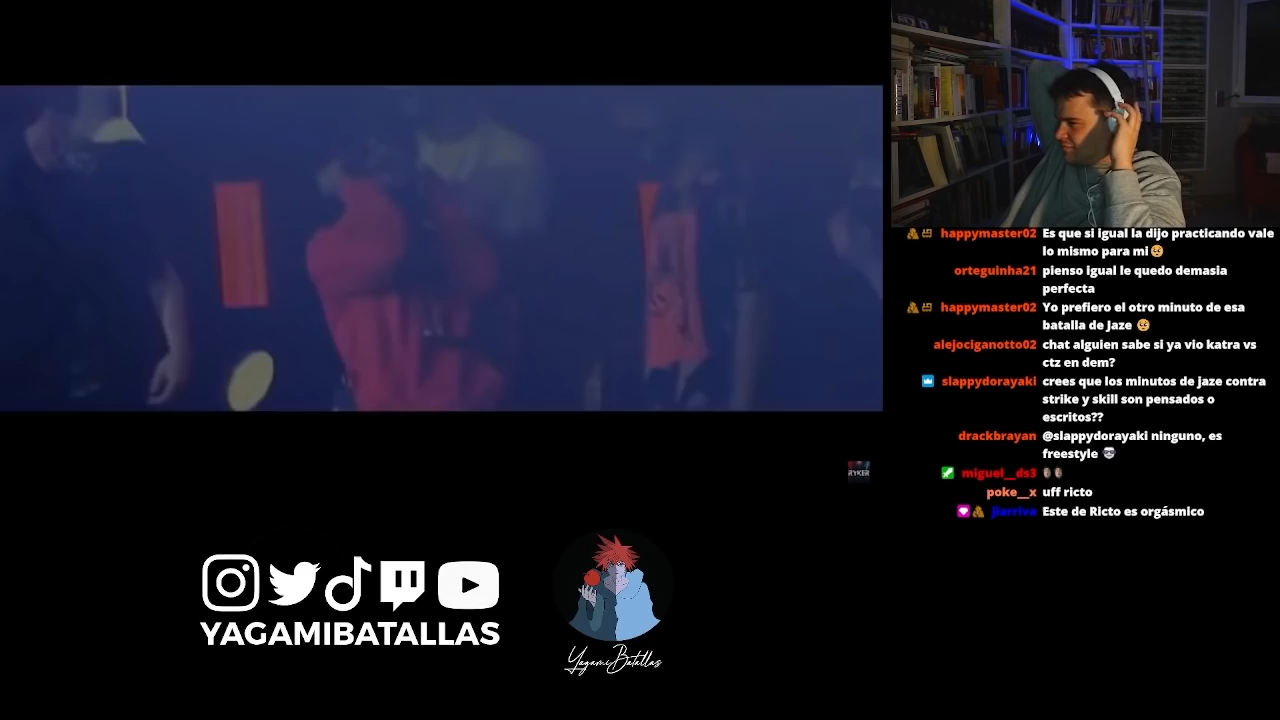 happymaster02 Es que si igual la dijo practicando vale
lo mismo para mi
orteguinha21 pienso igual le quedo demasia
perfecta
happymaster02 Yo prefiero el otro minuto de esa
batalla de Jaze
alejociganotto02 chat alguien sabe si ya vio katra vs
ctz en dem?
slappydorayaki crees que los minutos de jaze contra
strike y skill son pensados o
escritos??
drackbrayan @slappydorayaki ninguno, es
freestyle
miguel__ds3
poke__x uff ricto
jlarriva Este de Ricto es orgásmico
RYKER
YAGAMIBATALLAS
YagamiBatallas